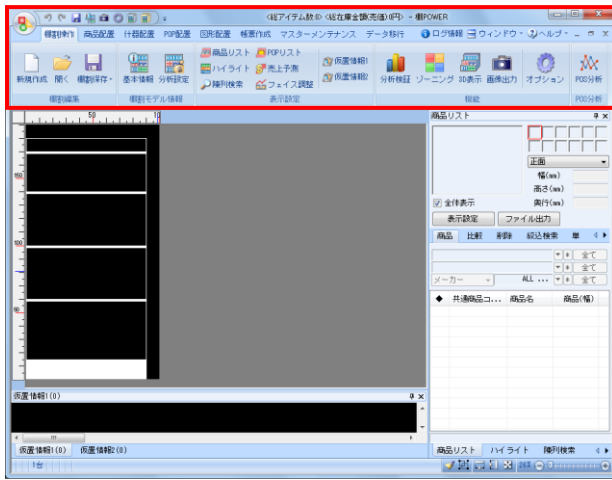 <総アイテム数:0> <総在庫金額(売価):0円> - 棚POWER
棚割操作 商品配置 什器配置 POP配置 図形配置 帳票作成 マスターメンテナンス データ移行 ログ情報 ウィンドウ ヘルプ
商品リスト POPリスト 仮置情報1
ハイライト 売上予測 仮置情報2
陳列検索 フェイス調整
新規作成 開く 棚割保存 基本情報 分析設定 分析検証 ゾーニング 3D表示 画像出力 オプション POS分析
棚割編集 棚割モデル情報 表示設定 機能 POS分析
50
商品リスト
正面
幅(mm)
高さ(mm)
奥行(mm)
全体表示
表示設定 ファイル出力
商品 比較 削除 絞込検索 単
全て
全て
メーカー ALL ... 全て
◆ 共通商品コ... 商品名 商品(幅)
150
100
50
仮置情報1(0)
仮置情報1(0) 仮置情報2(0)
商品リスト ハイライト 陳列検索
1台 26%